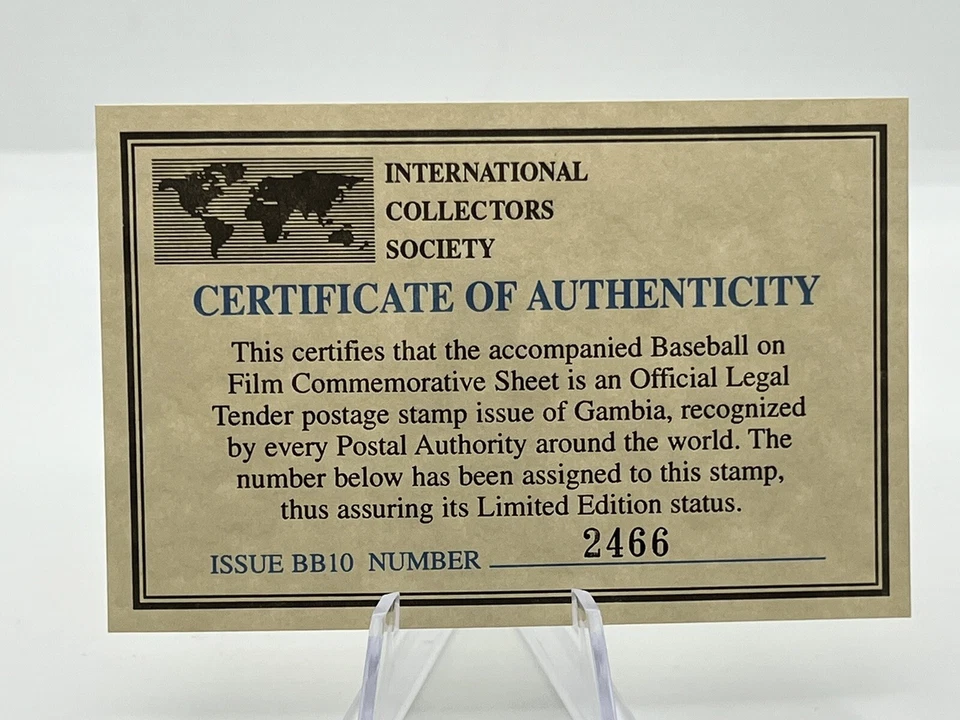 INTERNATIONAL
COLLECTORS
SOCIETY
CERTIFICATE OF AUTHENTICITY
This certifies that the accompanied Baseball on
Film Commemorative Sheet is an Official Legal
Tender postage stamp issue of Gambia, recognized
by every Postal Authority around the world. The
number below has been assigned to this stamp,
thus assuring its Limited Edition status.
ISSUE BB10 NUMBER 2466